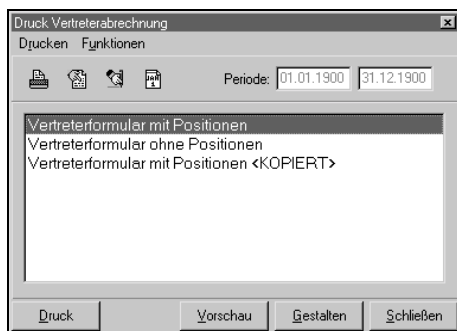 Druck Vertreterabrechnung
Drucken Funktionen
Periode: 01.01.1900 31.12.1900
Vertreterformular mit Positionen
Vertreterformular ohne Positionen
Vertreterformular mit Positionen <KOPIERT>
Druck Vorschau Gestalten Schließen